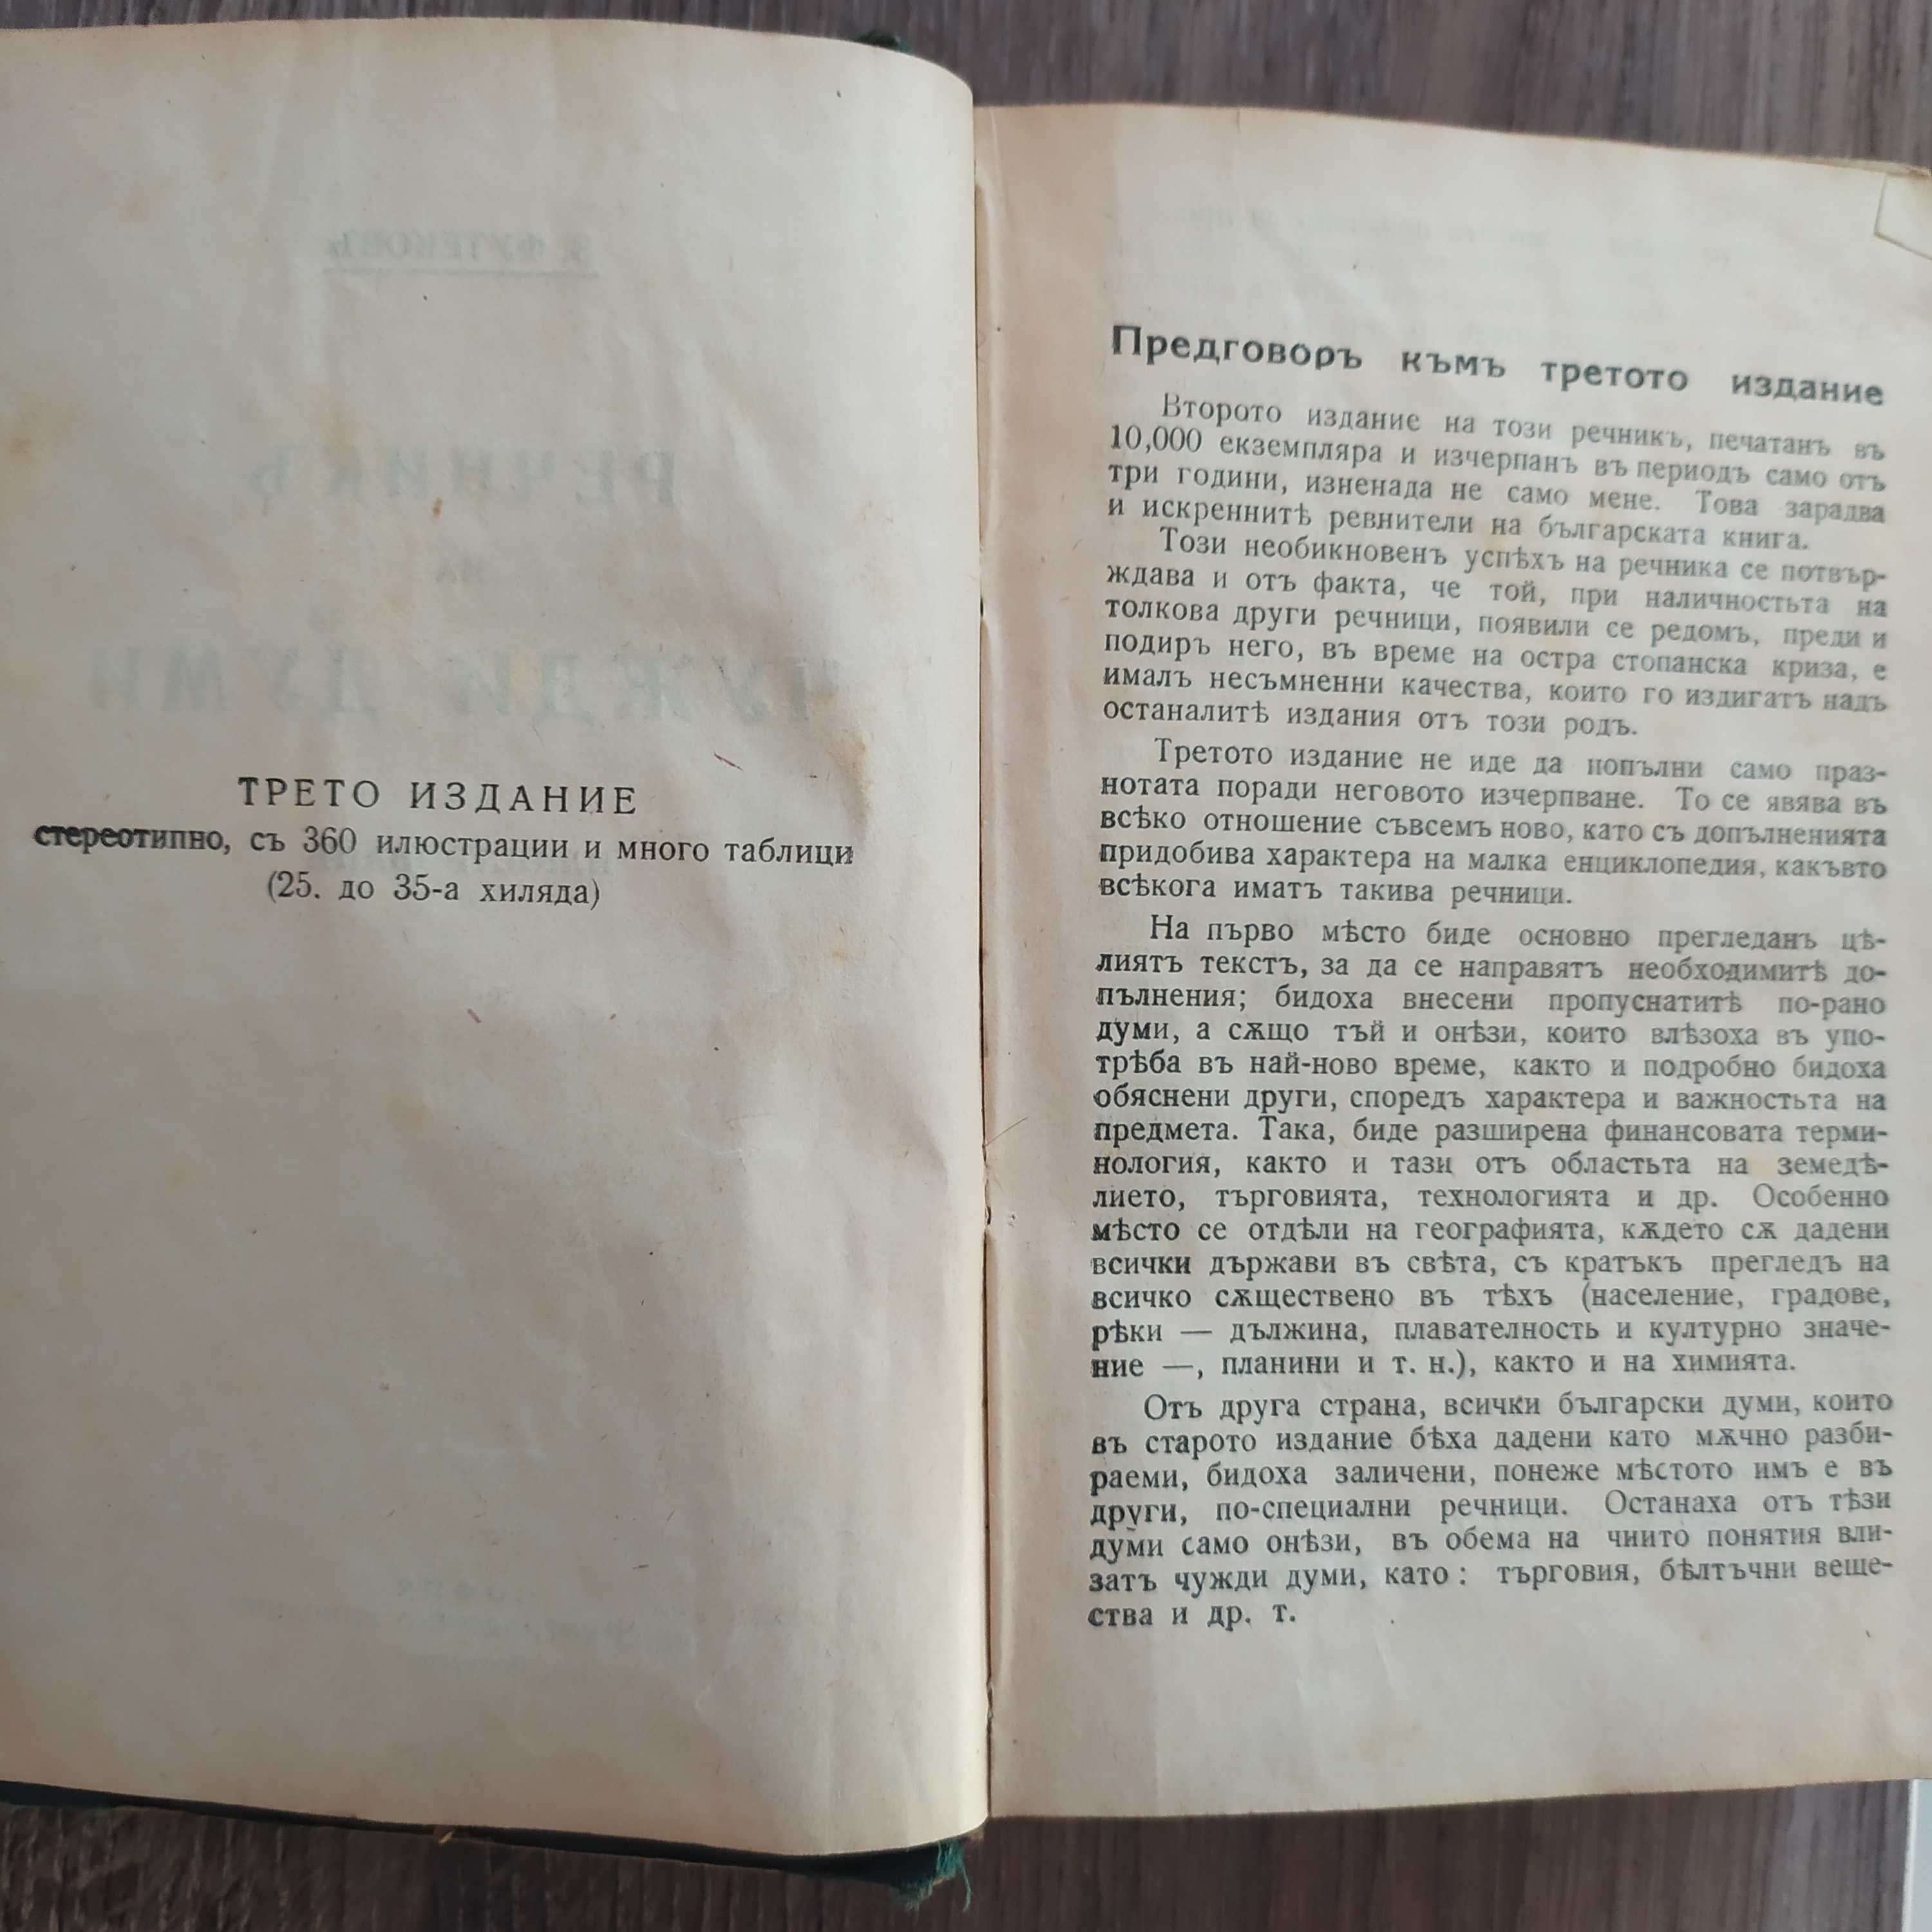 ТРЕТО ИЗДАНИЕ
стереотипно, съ 360 илюстрации и много таблици
(25. до 35-а хиляда)
Предговоръ къмъ третото издание
Второто издание на този речникъ, печатанъ въ
10,000 екземпляра и изчерпанъ въ периодъ само отъ
три години, изненада не само мене. Това зарадва
и искреннитѣ ревнители на българската книга.
Този необикновенъ успѣхъ на речника се потвър-
ждава и отъ факта, че той, при наличностьта на
толкова други речници, появили се редомъ, преди и
подиръ него, въ време на остра стопанска криза, е
ималъ несъмненни качества, които го издигатъ надъ
останалитѣ издания отъ този родъ.
Третото издание не иде да попълни само праз-
нотата поради неговото изчерпване. То се явява въ
всѣко отношение съвсемъ ново, като съ допълненията
придобива характера на малка енциклопедия, какъвто
всѣкога иматъ такива речници.
На първо мѣсто биде основно прегледанъ цѣ-
лиятъ текстъ, за да се направятъ необходимитѣ до-
пълнения; бидоха внесени пропуснатитѣ по-рано
думи, а сѫщо тъй и онѣзи, които влѣзоха въ упо-
трѣба въ най-ново време, както и подробно бидоха
обяснени други, споредъ характера и важностьта на
предмета. Така, биде разширена финансовата терми-
нология, както и тази отъ областьта на земедѣ-
лието, търговията, технологията и др. Особенно
мѣсто се отдѣли на географията, кѫдето сѫ дадени
всички държави въ свѣта, съ кратъкъ прегледъ на
всичко сѫществено въ тѣхъ (население, градове,
рѣки — дължина, плавателность и културно значе-
ние —, планини и т. н.), както и на химията.
Отъ друга страна, всички български думи, които
въ старото издание бѣха дадени като мѫчно разби-
раеми, бидоха заличени, понеже мѣстото имъ е въ
други, по-специални речници. Останаха отъ тѣзи
думи само онѣзи, въ обема на чиито понятия вли-
затъ чужди думи, като: търговия, бѣлтъчни веще-
ства и др. т.